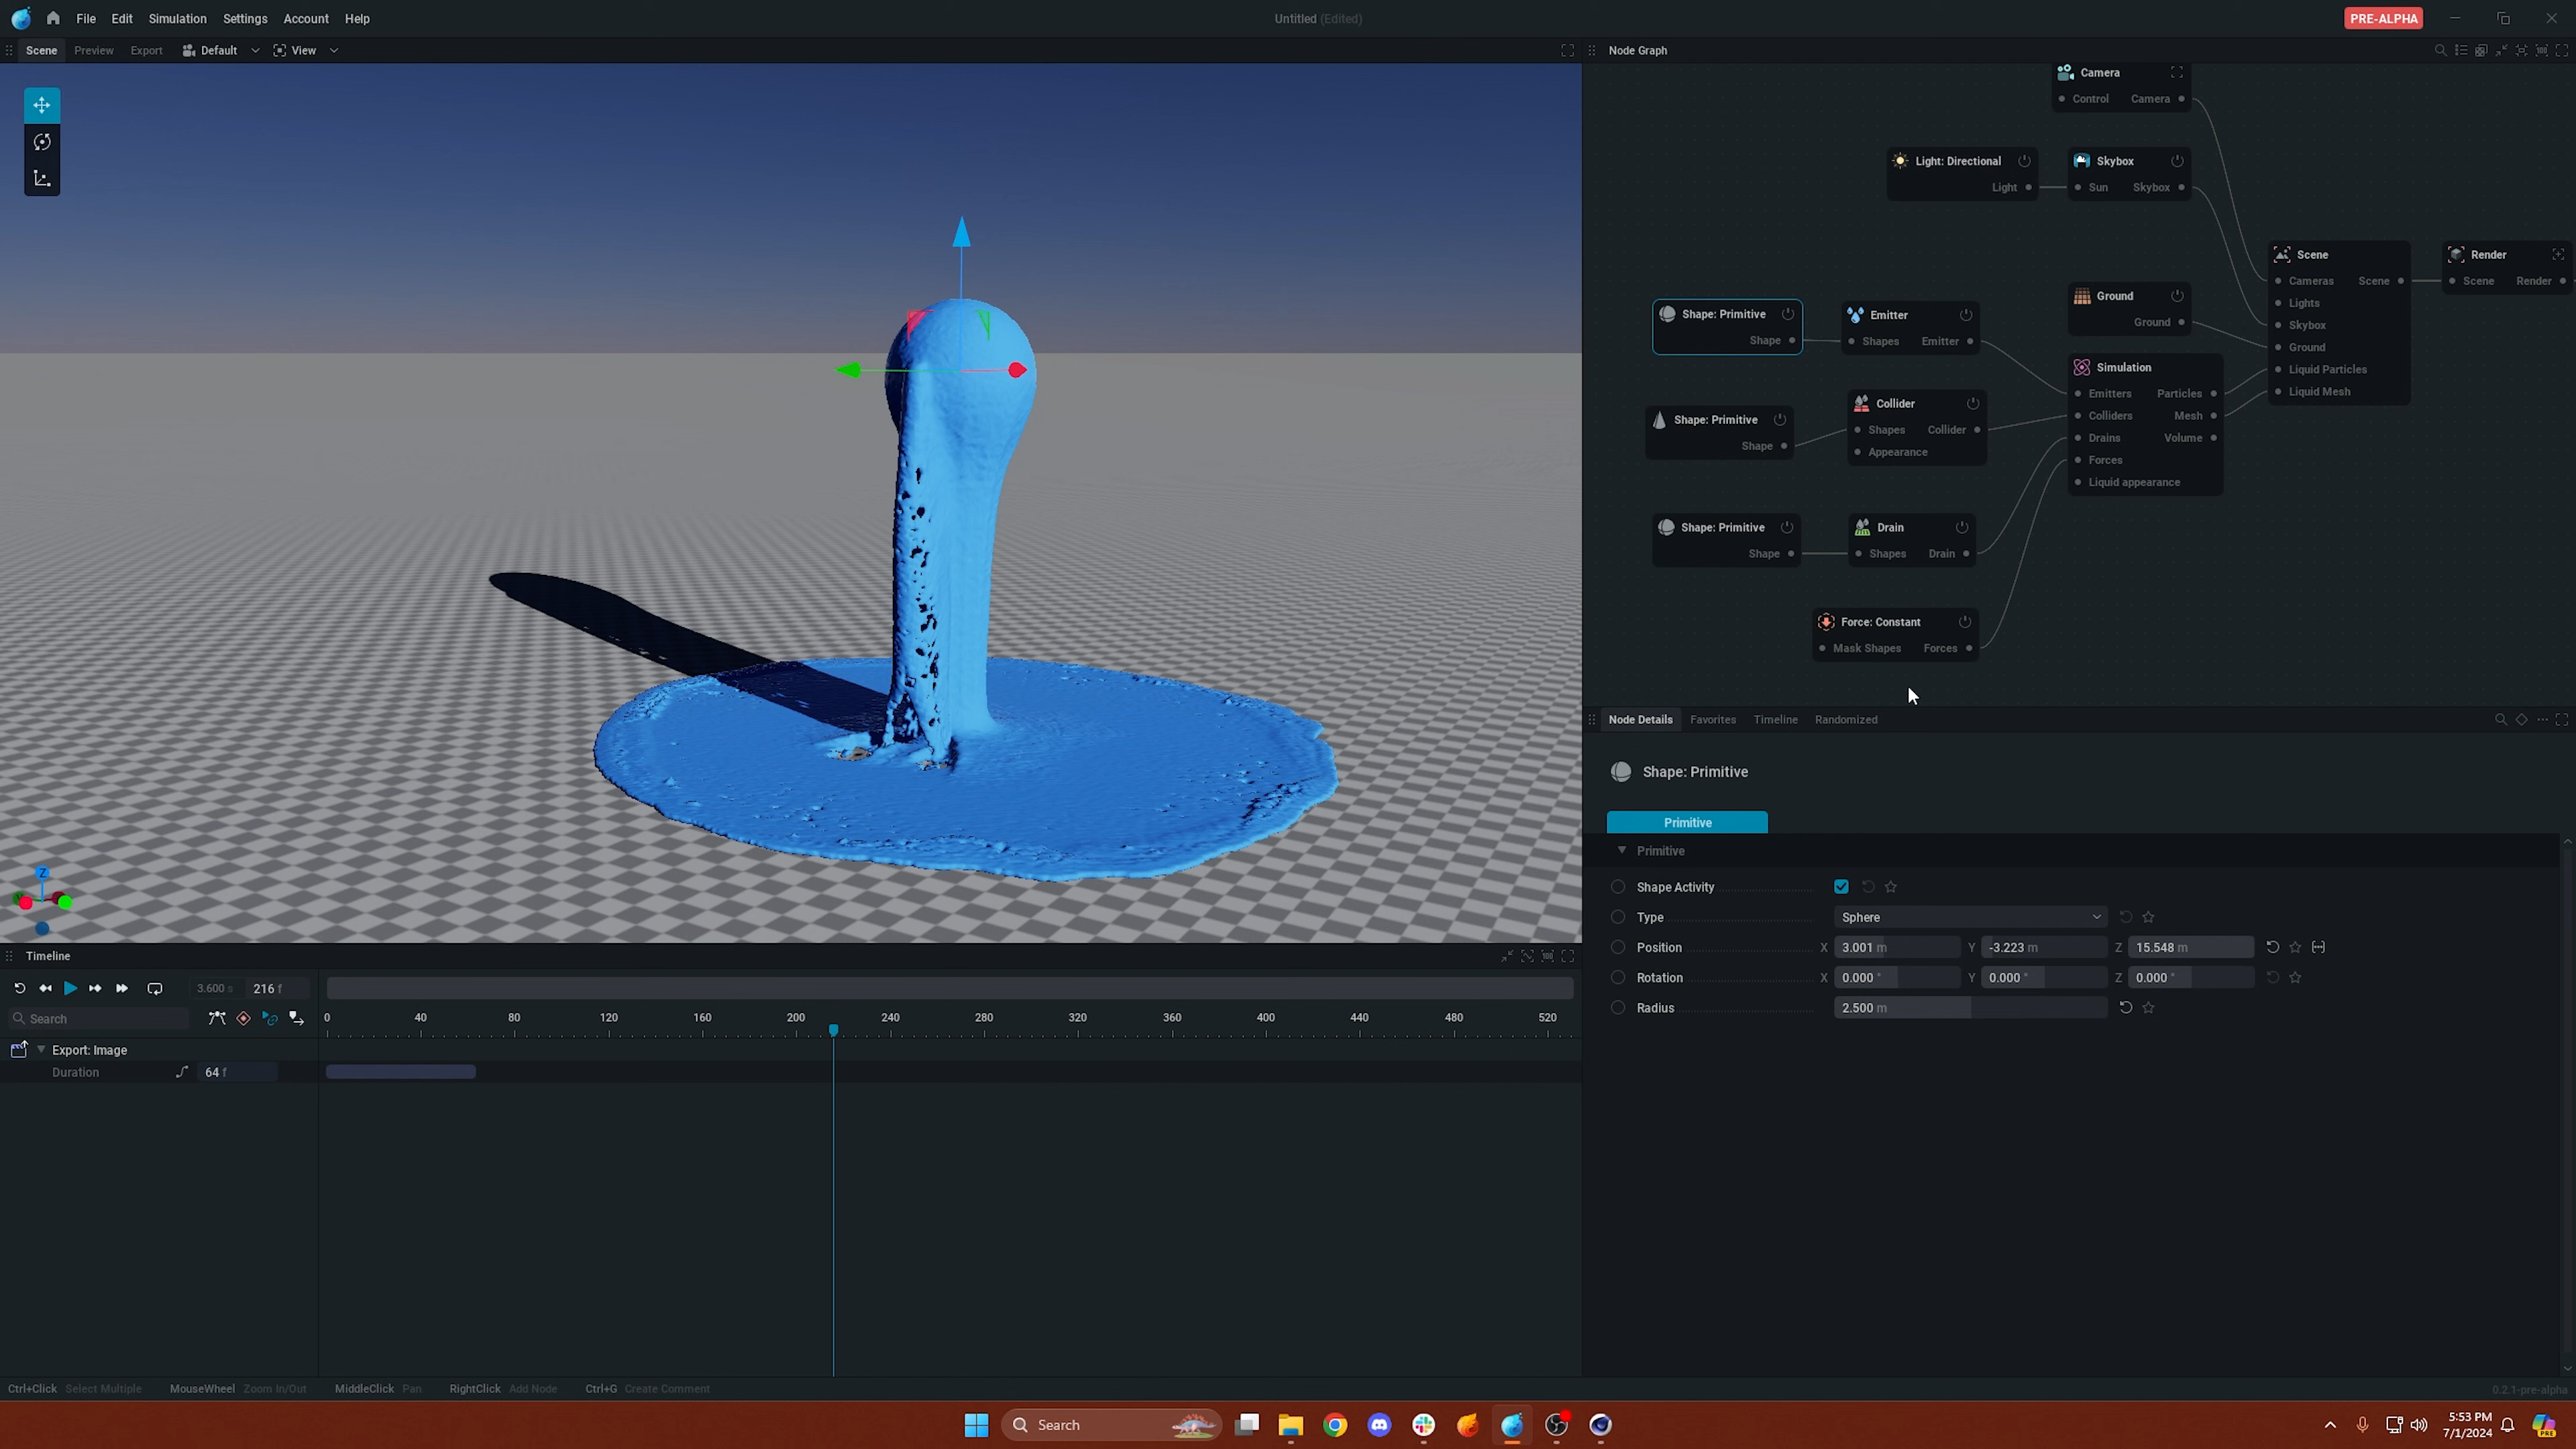 File Edit Simulation Settings Account Help
Untitled (Edited)
PRE-ALPHA
Scene Preview Export Default View
Node Graph
Camera
Control Camera
Light: Directional
Light
Skybox
Sun Skybox
Scene
Cameras Scene
Lights
Skybox
Ground
Liquid Particles
Liquid Mesh
Render
Scene Render
Ground
Ground
Shape: Primitive
Shape
Emitter
Shapes Emitter
Simulation
Emitters Particles
Colliders Mesh
Drains Volume
Forces
Liquid appearance
Shape: Primitive
Shape
Collider
Shapes Collider
Appearance
Shape: Primitive
Shape
Drain
Shapes Drain
Force: Constant
Mask Shapes Forces
Node Details Favorites Timeline Randomized
Shape: Primitive
Primitive
Primitive
Shape Activity
Type Sphere
Position X 3.001 m Y -3.223 m Z 15.548 m
Rotation X 0.000 ° Y 0.000 ° Z 0.000 °
Radius 2.500 m
Z
Timeline
3.600 s 216 f
Search
0 40 80 120 160 200 240 280 320 360 400 440 480 520
Export: Image
Duration 64 f
Ctrl+Click Select Multiple MouseWheel Zoom In/Out MiddleClick Pan RightClick Add Node Ctrl+G Create Comment
0.2.1-pre-alpha
Search
5:53 PM
7/1/2024
PRE